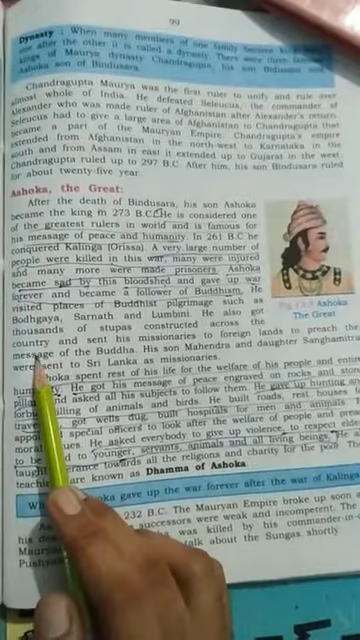 99
Dynasty : When many members of one family become
one after the other it is called a dynasty. There were three famous
kings of Maurya dynasty Chandragupta, his son Bidusara and
Ashoka son of Bindusara.
Chandragupta Maurya was the first ruler to unify and rule over
almost whole of India. He defeated Seleucus, the commander of
Alexander who was made ruler of Afghanistan after Alexander's return.
Seleucus had to give a large area of Afghanistan to Chandragupta that
became a part of the Mauryan Empire. Chandragupta's empire
extended from Afghanistan in the north-west to Karnataka in the
south and from Assam in east it extended up to Gujarat in the west.
Chandragupta ruled up to 297 B.C. After him, his son Bindusara ruled
for about twenty-five year.
Ashoka, the Great:
After the death of Bindusara, his son Ashoka
became the king in 273 B.C. He is considered one
of the greatest rulers in world and is famous for
his message of peace and humanity. In 261 B.C he
conquered Kalinga (Orissa). A very large number of
people were killed in this war, many were injured
and many more were made prisoners. Ashoka
became sad by this bloodshed and gave up war
forever and became a follower of Buddhism. He
visited places of Buddhist pilgrimage such as
Bodhgaya, Sarnath and Lumbini. He also got
thousands of stupas constructed across the
Ashoka
The Great
country and sent his missionaries to foreign lands to preach the
message of the Buddha. His son Mahendra and daughter Sanghamitra
were sent to Sri Lanka as missionaries.
Ashoka spent rest of his life for the welfare of his people and entire
He got his message of peace engraved on rocks and stone
and asked all his subjects to follow them. He gave up hunting and
killing of animals and birds. He built roads, rest houses
got wells dug, built hospitals for men and animals.
special officers to look after the welfare of people and
He asked everybody to give up violence, to respect elders
to be to younger, servants, animals and all living beings. He
taught tolerance towards all the religions and charity for the poor. The
are known as Dhamma of Ashoka.
Ashoka gave up the war forever after the war of Kalinga
232 B.C. The Mauryan Empire broke up soon
his successors were weak and incompetent. The
was killed by his commander-in-
talk about the Sungas shortly